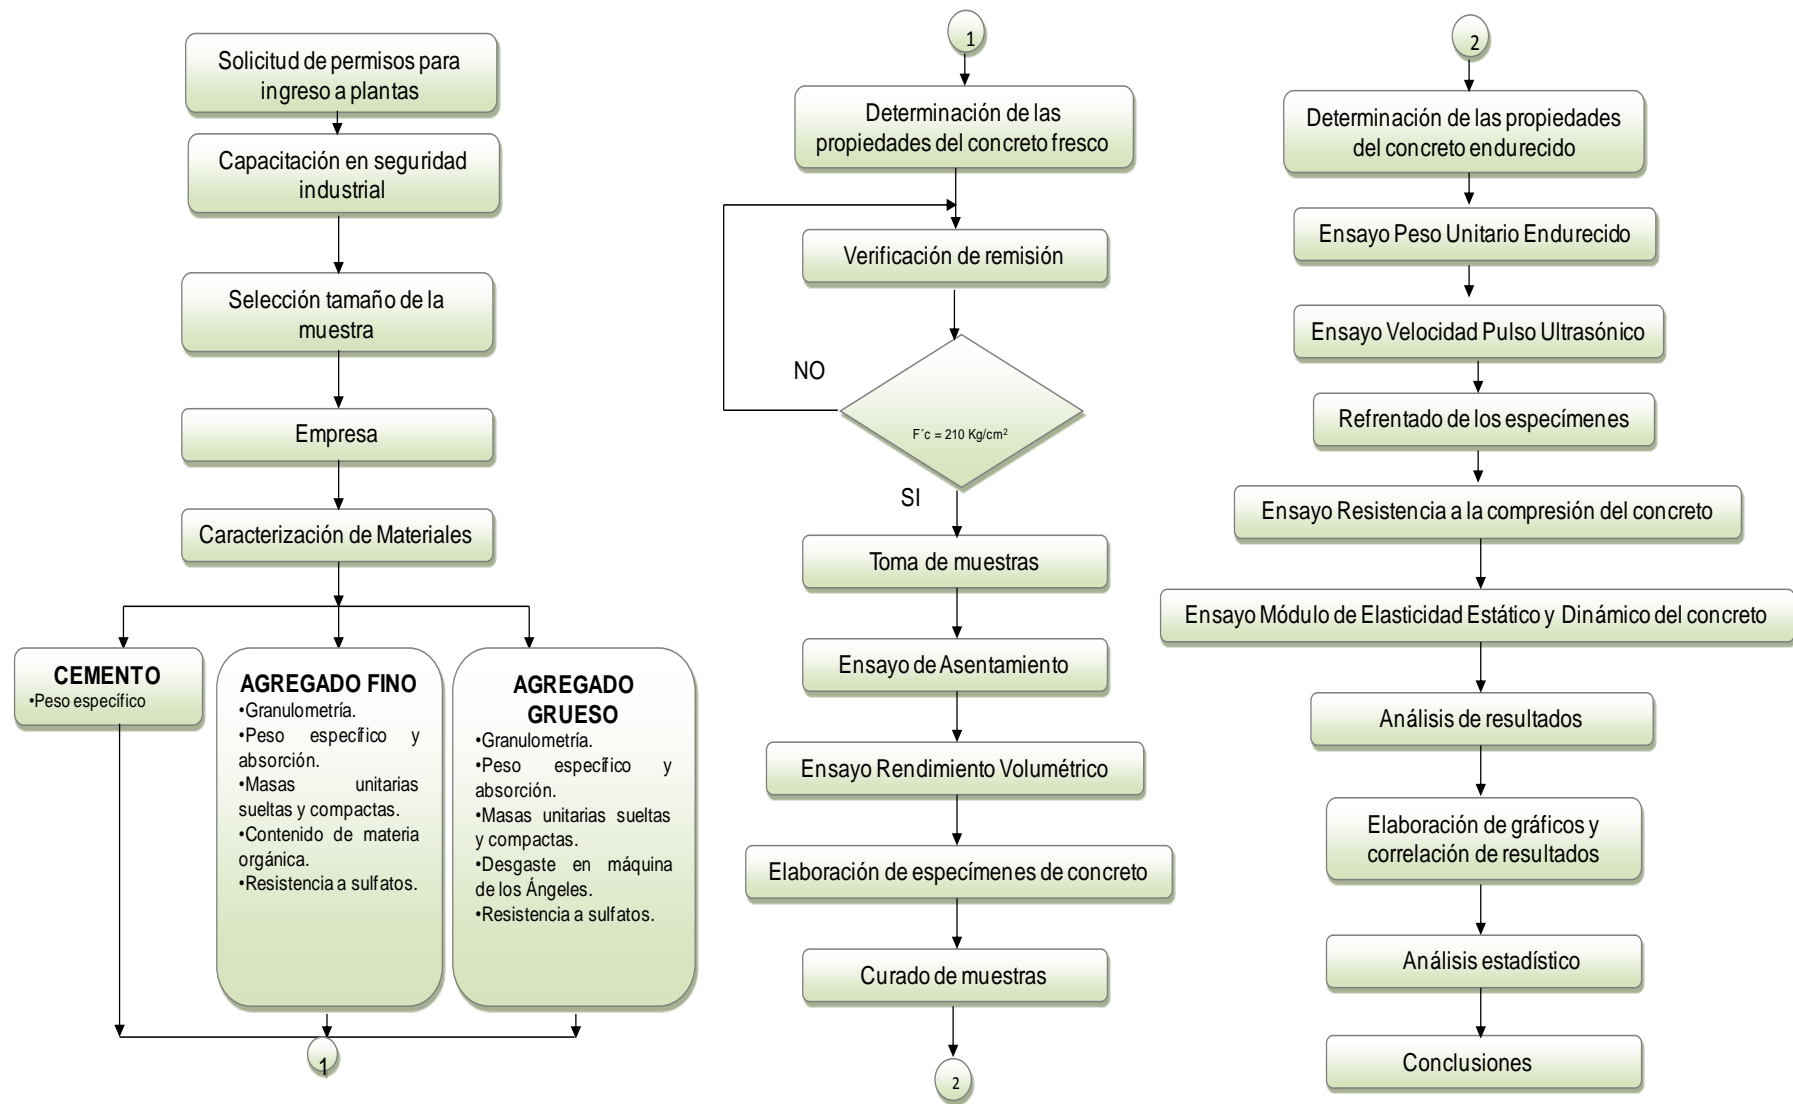 Solicitud de permisos para
ingreso a plantas
Capacitación en seguridad
industrial
Selección tamaño de la
muestra
Empresa
Caracterización de Materiales
CEMENTO
•Peso específico
AGREGADO FINO
•Granulometría.
•Peso específico y
absorción.
•Masas unitarias
sueltas y compactas.
•Contenido de materia
orgánica.
•Resistencia a sulfatos.
AGREGADO
GRUESO
•Granulometría.
•Peso específico y
absorción.
•Masas unitarias sueltas
y compactas.
•Desgaste en máquina
de los Ángeles.
•Resistencia a sulfatos.
1
1
Determinación de las
propiedades del concreto fresco
Verificación de remisión
NO
F´c = 210 Kg/cm²
SI
Toma de muestras
Ensayo de Asentamiento
Ensayo Rendimiento Volumétrico
Elaboración de específimenes de concreto
Curado de muestras
2
2
Determinación de las propiedades
del concreto endurecido
Ensayo Peso Unitario Endurecido
Ensayo Velocidad Pulso Ultrasónico
Refrentado de los especímenes
Ensayo Resistencia a la compresión del concreto
Ensayo Módulo de Elasticidad Estático y Dinámico del concreto
Análisis de resultados
Elaboración de gráficos y
correlación de resultados
Análisis estadístico
Conclusiones